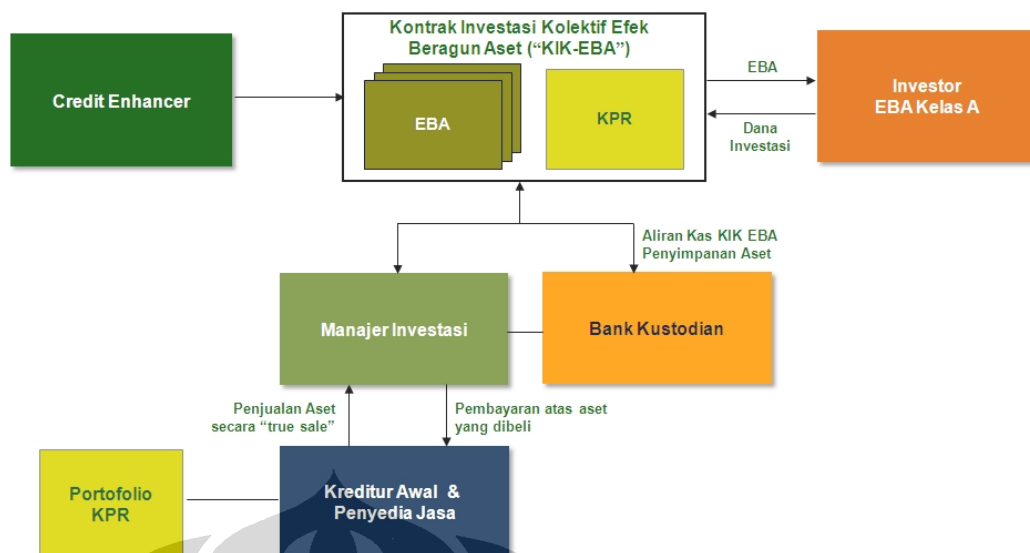 Kontrak Investasi Kolektif Efek
Beragun Aset (“KIK-EBA”)
Credit Enhancer
EBA
KPR
EBA
Dana
Investasi
Investor
EBA Kelas A
Aliran Kas KIK EBA
Penyimpanan Aset
Manajer Investasi
Bank Kustodian
Penjualan Aset
secara “true sale”
Pembayaran atas aset
yang dibeli
Portofolio
KPR
Kreditur Awal &
Penyedia Jasa